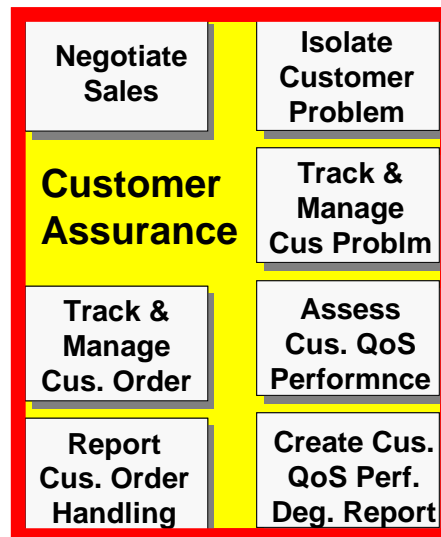 Negotiate
Sales
Isolate
Customer
Problem
Customer
Assurance
Track &
Manage
Cus Problm
Track &
Manage
Cus. Order
Assess
Cus. QoS
Performnce
Report
Cus. Order
Handling
Create Cus.
QoS Perf.
Deg. Report